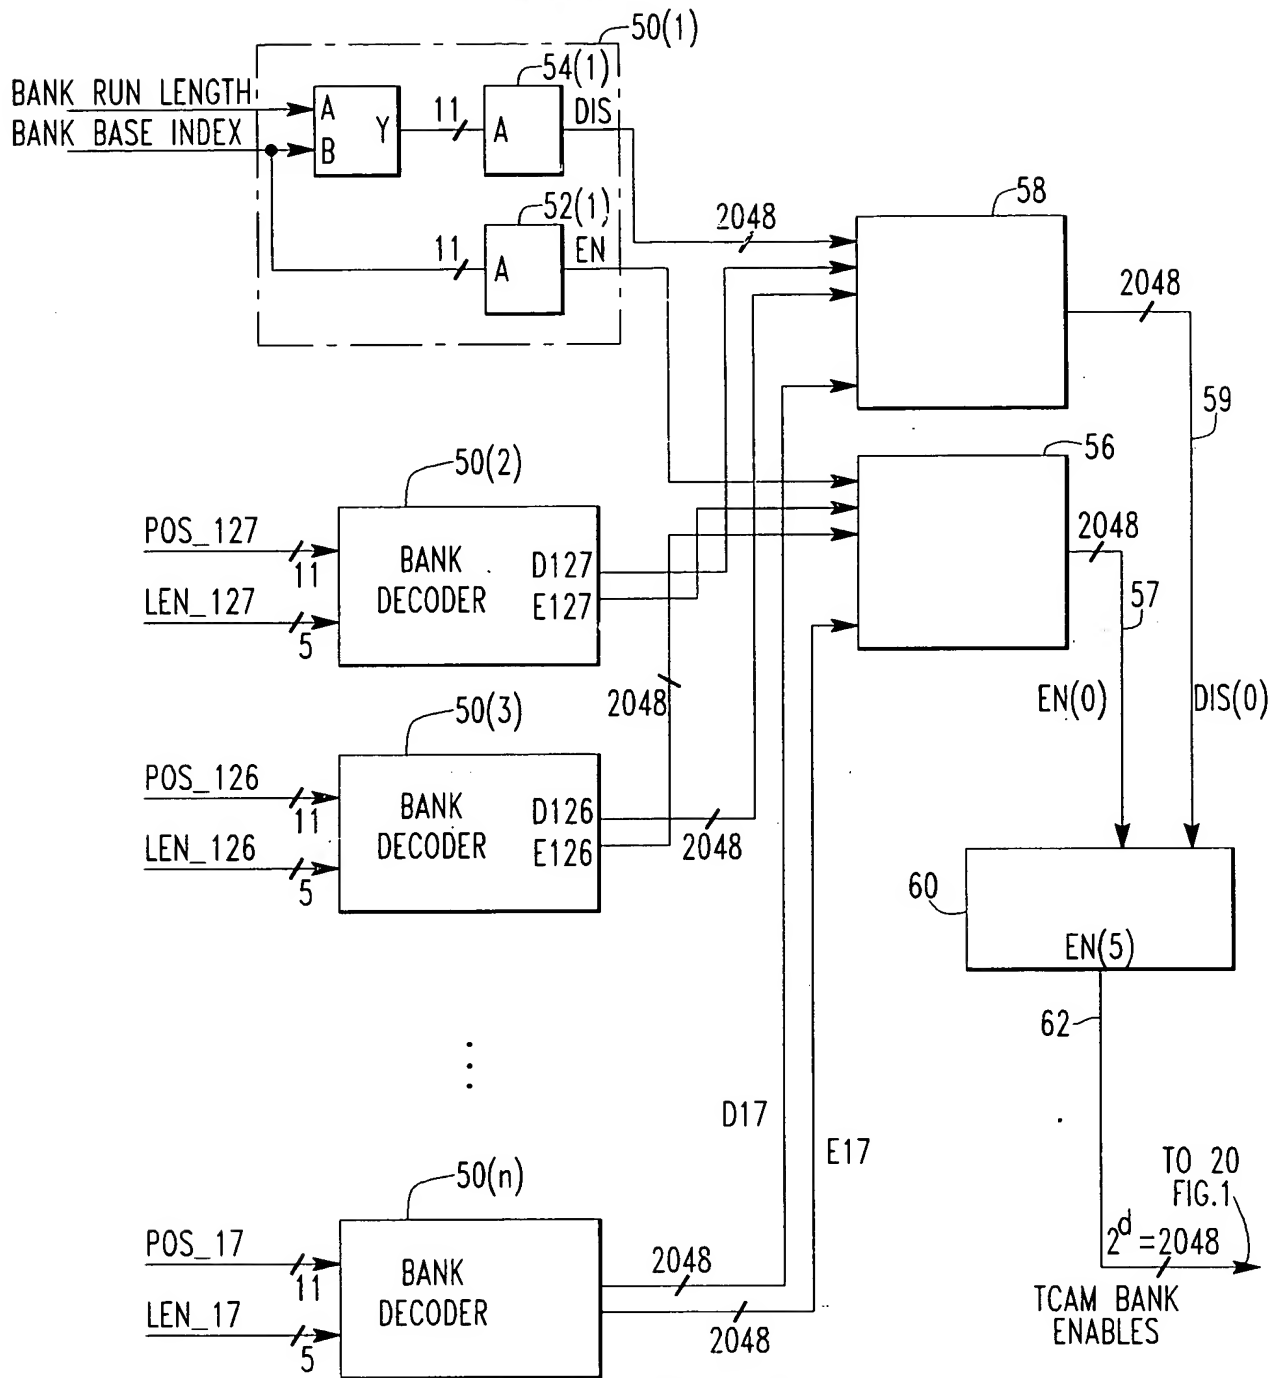 50(1)
BANK RUN LENGTH
BANK BASE INDEX
A
B
Y
11
54(1)
A
DIS
52(1)
11
A
EN
2048
58
2048
59
56
2048
57
EN(0)
DIS(0)
50(2)
POS_127
11
LEN_127
5
BANK
DECODER
D127
E127
2048
50(3)
POS_126
11
LEN_126
5
BANK
DECODER
D126
E126
2048
60
EN(5)
62
D17
E17
50(n)
POS_17
11
LEN_17
5
BANK
DECODER
2048
2048
TO 20
FIG.1
2^d=2048
TCAM BANK
ENABLES